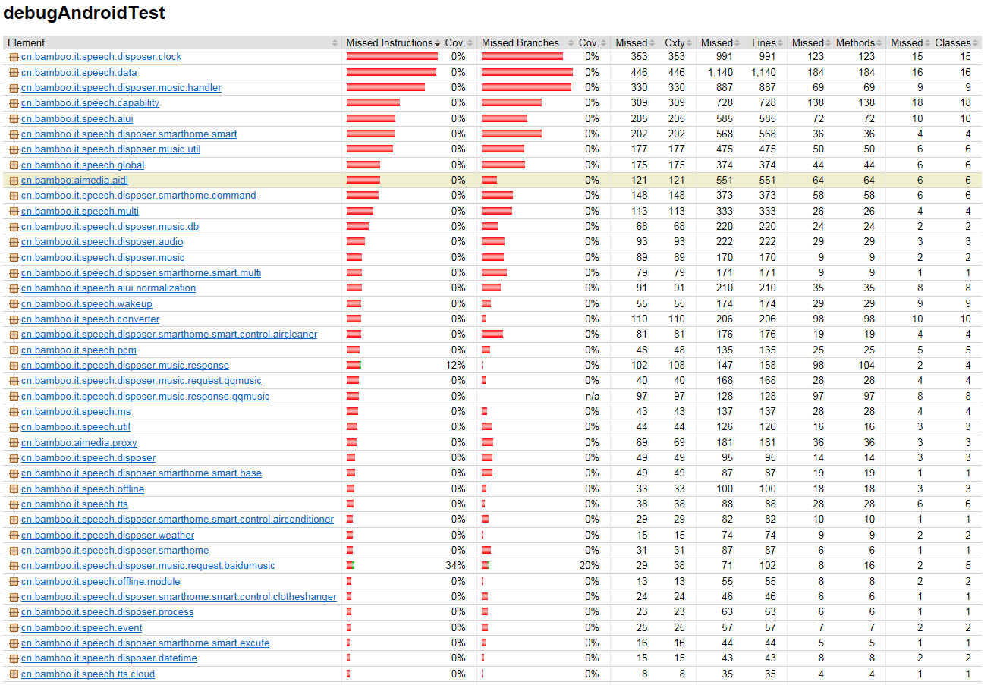 debugAndroidTest
Element Missed Instructions Cov. Missed Branches Cov. Missed Cxty Missed Lines Missed Methods Missed Classes
cn.bamboo.it.speech.disposer.clock 0% 0% 353 353 991 991 123 123 15 15
cn.bamboo.it.speech.data 0% 0% 446 446 1,140 1,140 184 184 16 16
cn.bamboo.it.speech.disposer.music.handler 0% 0% 330 330 887 887 69 69 9 9
cn.bamboo.it.speech.capability 0% 0% 309 309 728 728 138 138 18 18
cn.bamboo.it.speech.aiui 0% 0% 205 205 585 585 72 72 10 10
cn.bamboo.it.speech.disposer.smarthome.smart 0% 0% 202 202 568 568 36 36 4 4
cn.bamboo.it.speech.disposer.music.util 0% 0% 177 177 475 475 50 50 6 6
cn.bamboo.it.speech.global 0% 0% 175 175 374 374 44 44 6 6
cn.bamboo.aimedia.aidl 0% 0% 121 121 551 551 64 64 6 6
cn.bamboo.it.speech.disposer.smarthome.command 0% 0% 148 148 373 373 58 58 6 6
cn.bamboo.it.speech.multi 0% 0% 113 113 333 333 26 26 4 4
cn.bamboo.it.speech.disposer.music.db 0% 0% 68 68 220 220 24 24 2 2
cn.bamboo.it.speech.disposer.audio 0% 0% 93 93 222 222 29 29 3 3
cn.bamboo.it.speech.disposer.music 0% 0% 89 89 170 170 9 9 2 2
cn.bamboo.it.speech.disposer.smarthome.smart.multi 0% 0% 79 79 171 171 9 9 1 1
cn.bamboo.it.speech.aiui.normalization 0% 0% 91 91 210 210 35 35 8 8
cn.bamboo.it.speech.wakeup 0% 0% 55 55 174 174 29 29 9 9
cn.bamboo.it.speech.converter 0% 0% 110 110 206 206 98 98 10 10
cn.bamboo.it.speech.disposer.smarthome.smart.control.aircleaner 0% 0% 81 81 176 176 19 19 4 4
cn.bamboo.it.speech.pcm 0% 0% 48 48 135 135 25 25 5 5
cn.bamboo.it.speech.disposer.music.response 12% 0% 102 108 147 158 98 104 2 4
cn.bamboo.it.speech.disposer.music.request.qqmusic 0% 0% 40 40 168 168 28 28 4 4
cn.bamboo.it.speech.disposer.music.response.qqmusic 0% n/a 97 97 128 128 97 97 8 8
cn.bamboo.it.speech.ms 0% 0% 43 43 137 137 28 28 4 4
cn.bamboo.it.speech.util 0% 0% 44 44 126 126 16 16 3 3
cn.bamboo.aimedia.proxy 0% 0% 69 69 181 181 36 36 3 3
cn.bamboo.it.speech.disposer 0% 0% 49 49 95 95 14 14 3 3
cn.bamboo.it.speech.disposer.smarthome.smart.base 0% 0% 49 49 87 87 19 19 1 1
cn.bamboo.it.speech.offline 0% 0% 33 33 100 100 18 18 3 3
cn.bamboo.it.speech.tts 0% 0% 38 38 88 88 28 28 6 6
cn.bamboo.it.speech.disposer.smarthome.smart.control.airconditioner 0% 0% 29 29 82 82 10 10 1 1
cn.bamboo.it.speech.disposer.weather 0% 0% 15 15 74 74 9 9 2 2
cn.bamboo.it.speech.disposer.smarthome 0% 0% 31 31 87 87 6 6 1 1
cn.bamboo.it.speech.disposer.music.request.baidumusic 34% 20% 29 38 71 102 8 16 2 5
cn.bamboo.it.speech.offline.module 0% 0% 13 13 55 55 8 8 2 2
cn.bamboo.it.speech.disposer.smarthome.smart.control.clotheshanger 0% 0% 24 24 46 46 6 6 1 1
cn.bamboo.it.speech.disposer.process 0% 0% 23 23 63 63 6 6 1 1
cn.bamboo.it.speech.event 0% 0% 25 25 57 57 7 7 2 2
cn.bamboo.it.speech.disposer.smarthome.smart.excute 0% 0% 16 16 44 44 5 5 1 1
cn.bamboo.it.speech.disposer.datetime 0% 0% 15 15 43 43 8 8 2 2
cn.bamboo.it.speech.tts.cloud 0% 0% 8 8 35 35 4 4 1 1